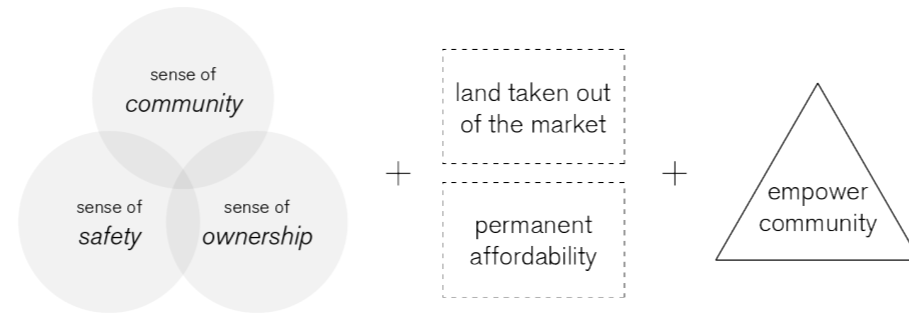 sense of
community
sense of
safety
sense of
ownership
+
land taken out
of the market
permanent
affordability
+
empower
community